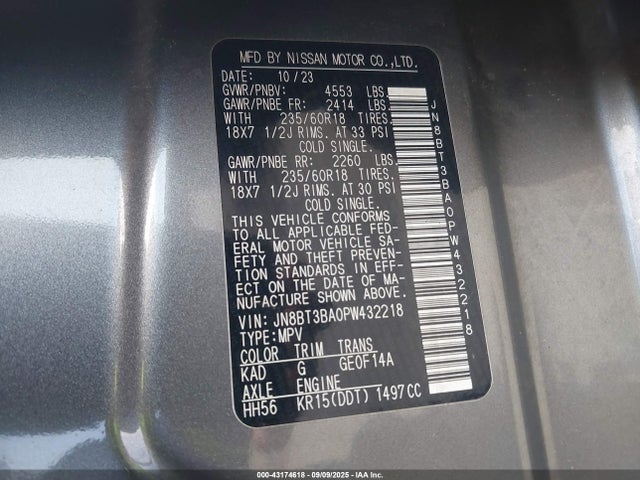 MFD BY NISSAN MOTOR CO.,LTD.
DATE: 10/23
GVWR/PNBV: 4553 LBS.
GAWR/PNBE FR: 2414 LBS.
WITH 235/60R18 TIRES.
18X7 1/2J RIMS. AT 33 PSI
COLD SINGLE.
GAWR/PNBE RR: 2260 LBS.
WITH 235/60R18 TIRES.
18X7 1/2J RIMS. AT 30 PSI
COLD SINGLE.
THIS VEHICLE CONFORMS
TO ALL APPLICABLE FED-
ERAL MOTOR VEHICLE SA-
FETY AND THEFT PREVEN-
TION STANDARDS IN EFF-
ECT ON THE DATE OF MA-
NUFACTURE SHOWN ABOVE.
VIN: JN8BT3BA0PW432218
TYPE: MPV
COLOR TRIM TRANS
KAD G GE0F14A
AXLE ENGINE
HH56 KR15(DDT) 1497CC
JN8BT3BA0PW432218
000-43174618 - 09/09/2025 - IAA, Inc.